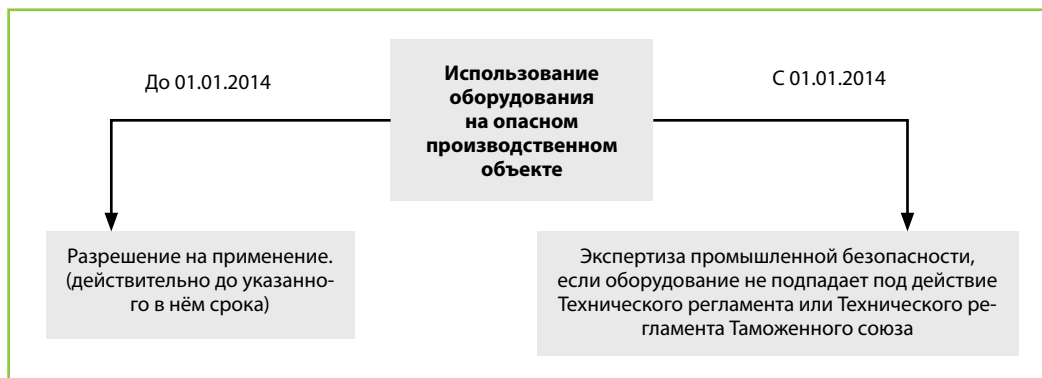 До 01.01.2014
Использование
оборудования
на опасном
производственном
объекте
С 01.01.2014
Разрешение на применение.
(действительно до указанно-
го в нём срока)
Экспертиза промышленной безопасности,
если оборудование не подпадает под действие
Технического регламента или Технического ре-
гламента Таможенного союза